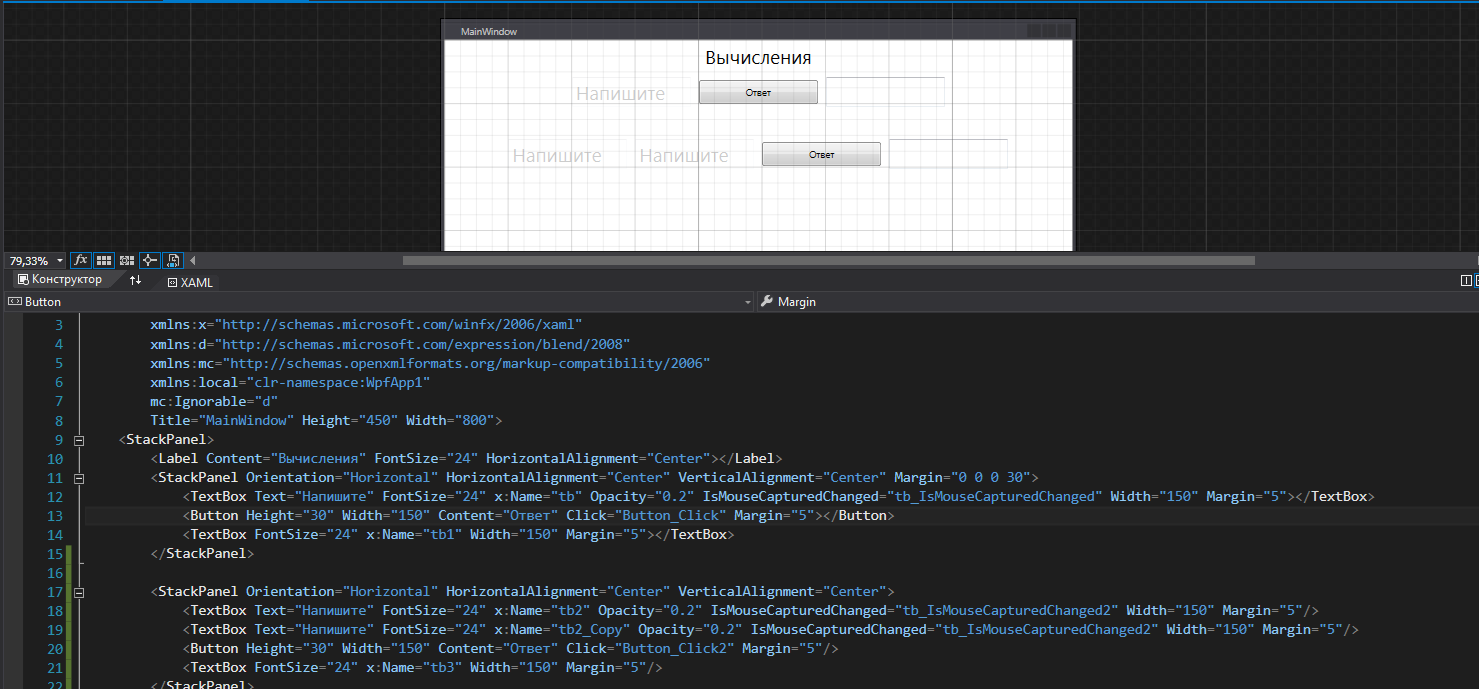 MainWindow
Вычисления
Напишите
Ответ
Напишите
Напишите
Ответ
79,33%
fx
Конструктор
XAML
Button
Margin
3 xmlns:x="http://schemas.microsoft.com/winfx/2006/xaml"
4 xmlns:d="http://schemas.microsoft.com/expression/blend/2008"
5 xmlns:mc="http://schemas.openxmlformats.org/markup-compatibility/2006"
6 xmlns:local="clr-namespace:WpfApp1"
7 mc:Ignorable="d"
8 Title="MainWindow" Height="450" Width="800">
9 <StackPanel>
10 <Label Content="Вычисления" FontSize="24" HorizontalAlignment="Center"></Label>
11 <StackPanel Orientation="Horizontal" HorizontalAlignment="Center" VerticalAlignment="Center" Margin="0 0 0 30">
12 <TextBox Text="Напишите" FontSize="24" x:Name="tb" Opacity="0.2" IsMouseCapturedChanged="tb_IsMouseCapturedChanged" Width="150" Margin="5"></TextBox>
13 <Button Height="30" Width="150" Content="Ответ" Click="Button_Click" Margin="5"></Button>
14 <TextBox FontSize="24" x:Name="tb1" Width="150" Margin="5"></TextBox>
15 </StackPanel>
16
17 <StackPanel Orientation="Horizontal" HorizontalAlignment="Center" VerticalAlignment="Center">
18 <TextBox Text="Напишите" FontSize="24" x:Name="tb2" Opacity="0.2" IsMouseCapturedChanged="tb_IsMouseCapturedChanged2" Width="150" Margin="5"/>
19 <TextBox Text="Напишите" FontSize="24" x:Name="tb2_Copy" Opacity="0.2" IsMouseCapturedChanged="tb_IsMouseCapturedChanged2" Width="150" Margin="5"/>
20 <Button Height="30" Width="150" Content="Ответ" Click="Button_Click2" Margin="5"/>
21 <TextBox FontSize="24" x:Name="tb3" Width="150" Margin="5"/>
22 </StackPanel>